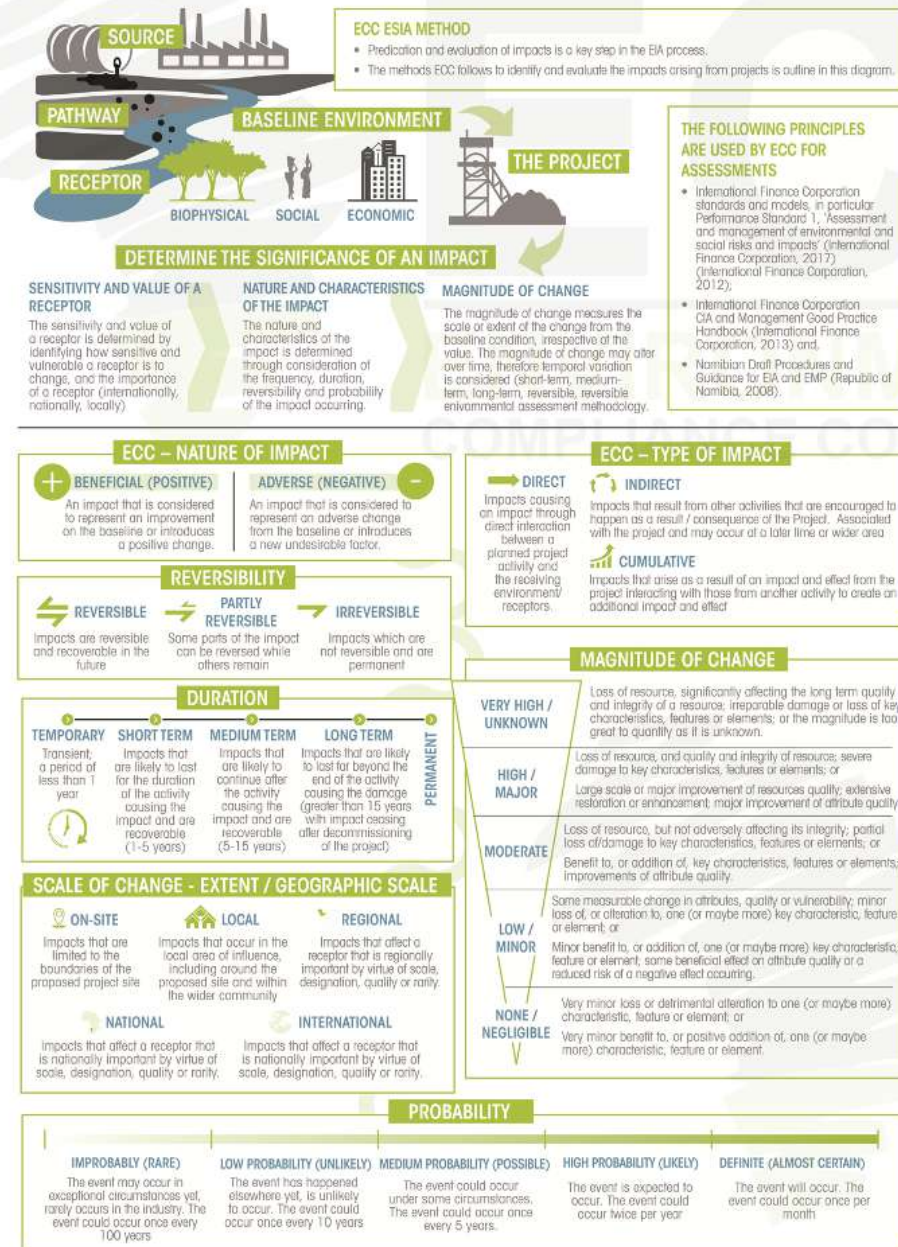 SOURCE
PATHWAY
RECEPTOR
BASELINE ENVIRONMENT
BIOPHYSICAL
SOCIAL
ECONOMIC
THE PROJECT
ECC ESIA METHOD
• Predication and evaluation of impacts is a key step in the EIA process.
• The methods ECC follows to identify and evaluate the impacts arising from projects is outline in this diagram.
THE FOLLOWING PRINCIPLES
ARE USED BY ECC FOR
ASSESSMENTS
• International Finance Corporation
standards and models, in particular
Performance Standard 1, 'Assessment
and management of environmental and
social risks and impacts' (International
Finance Corporation, 2017)
(International Finance Corporation,
2012);
• International Finance Corporation
CIA and Management Good Practice
Handbook (International Finance
Corporation, 2013) and,
• Namibian Draft Procedures and
Guidance for EIA and EMP (Republic of
Namibia, 2008).
DETERMINE THE SIGNIFICANCE OF AN IMPACT
SENSITIVITY AND VALUE OF A
RECEPTOR
The sensitivity and value of
a receptor is determined by
identifying how sensitive and
vulnerable a receptor is to
change, and the importance
of a receptor (internationally,
nationally, locally)
NATURE AND CHARACTERISTICS
OF THE IMPACT
The nature and
characteristics of the
impact is determined
through consideration of
the frequency, duration,
reversibility and probability
of the impact occurring.
MAGNITUDE OF CHANGE
The magnitude of change measures the
scale or extent of the change from the
baseline condition, irrespective of the
value. The magnitude of change may alter
over time, therefore temporal variation
is considered (short-term, medium-
term, long-term, reversible, reversible
environmental assessment methodology.
COMPLIANCE CO
ECC – NATURE OF IMPACT
+ BENEFICIAL (POSITIVE)
An impact that is considered
to represent an improvement
on the baseline or introduces
a positive change.
ADVERSE (NEGATIVE) -
An impact that is considered to
represent an adverse change
from the baseline or introduces
a new undesirable factor.
ECC – TYPE OF IMPACT
DIRECT
Impacts causing
an impact through
direct interaction
between a
planned project
activity and
the receiving
environment/
receptors.
INDIRECT
Impacts that result from other activities that are encouraged to
happen as a result / consequence of the Project. Associated
with the project and may occur at a later time or wider area
CUMULATIVE
Impacts that arise as a result of an impact and effect from the
project interacting with those from another activity to create an
additional impact and effect
REVERSIBILITY
REVERSIBLE
Impacts are reversible
and recoverable in the
future
PARTLY
REVERSIBLE
Some parts of the impact
can be reversed while
others remain
IRREVERSIBLE
Impacts which are
not reversible and are
permanent
DURATION
TEMPORARY
Transient;
a period of
less than 1
year
SHORT TERM
Impacts that
are likely to last
for the duration
of the activity
causing the
impact and are
recoverable
(1-5 years)
MEDIUM TERM
Impacts that
are likely to
continue after
the activity
causing the
impact and are
recoverable
(5-15 years)
LONG TERM
Impacts that are likely
to last far beyond the
end of the activity
causing the damage
(greater than 15 years
with impact ceasing
after decommissioning
of the project)
PERMANENT
SCALE OF CHANGE - EXTENT / GEOGRAPHIC SCALE
ON-SITE
Impacts that are
limited to the
boundaries of the
proposed project site
LOCAL
Impacts that occur in the
local area of influence,
including around the
proposed site and within
the wider community
REGIONAL
Impacts that affect a
receptor that is regionally
important by virtue of scale,
designation, quality or rarity.
NATIONAL
Impacts that affect a receptor that
is nationally important by virtue of
scale, designation, quality or rarity.
INTERNATIONAL
Impacts that affect a receptor that
is nationally important by virtue of
scale, designation, quality or rarity.
MAGNITUDE OF CHANGE
VERY HIGH /
UNKNOWN
Loss of resource, significantly affecting the long term quality
and integrity of a resource; irreparable damage or loss of key
characteristics, features or elements; or the magnitude is too
great to quantify as it is unknown.
HIGH /
MAJOR
Loss of resource, and quality and integrity of resource; severe
damage to key characteristics, features or elements; or
Large scale or major improvement of resources quality; extensive
restoration or enhancement; major improvement of attribute quality
MODERATE
Loss of resource, but not adversely affecting its integrity; partial
loss of/damage to key characteristics, features or elements; or
Benefit to, or addition of, key characteristics, features or elements;
improvements of attribute quality.
LOW /
MINOR
Some measurable change in attributes, quality or vulnerability; minor
loss of, or alteration to, one (or maybe more) key characteristic, feature
or element; or
Minor benefit to, or addition of, one (or maybe more) key characteristic,
feature or element; some beneficial effect on attribute quality or a
reduced risk of a negative effect occurring.
NONE /
NEGLIGIBLE
Very minor loss or detrimental alteration to one (or maybe more)
characteristic, feature or element; or
Very minor benefit to, or positive addition of, one (or maybe
more) characteristic, feature or element.
PROBABILITY
IMPROBABLY (RARE)
The event may occur in
exceptional circumstances yet,
rarely occurs in the industry. The
event could occur once every
100 years
LOW PROBABILITY (UNLIKELY)
The event has happened
elsewhere yet, is unlikely
to occur. The event could
occur once every 10 years
MEDIUM PROBABILITY (POSSIBLE)
The event could occur
under some circumstances.
The event could occur once
every 5 years.
HIGH PROBABILITY (LIKELY)
The event is expected to
occur. The event could
occur twice per year
DEFINITE (ALMOST CERTAIN)
The event will occur. The
event could occur once per
month